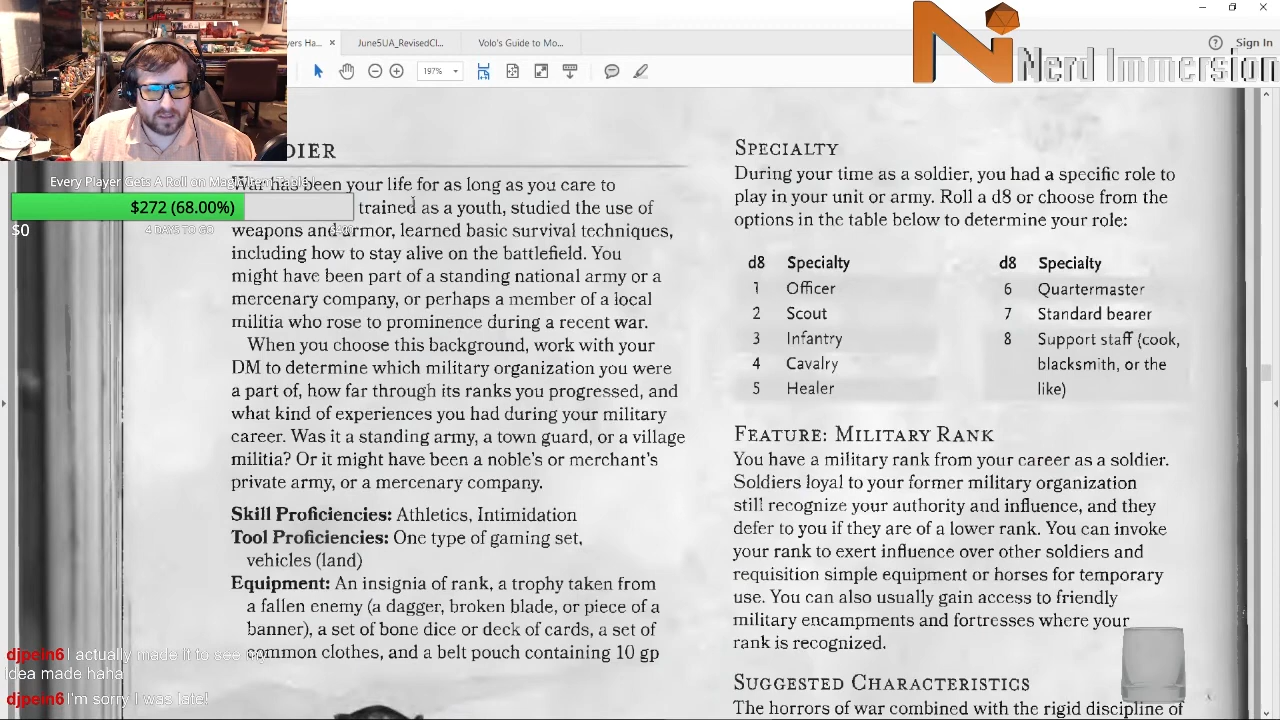 yers Ha...
June5UA_RevisedCl...
Volo's Guide to Mo...
Sign In
197%
Nerd Immersion
DIER
War has been your life for as long as you care to
trained as a youth, studied the use of
weapons and armor, learned basic survival techniques,
including how to stay alive on the battlefield. You
might have been part of a standing national army or a
mercenary company, or perhaps a member of a local
militia who rose to prominence during a recent war.
When you choose this background, work with your
DM to determine which military organization you were
a part of, how far through its ranks you progressed, and
what kind of experiences you had during your military
career. Was it a standing army, a town guard, or a village
militia? Or it might have been a noble's or merchant's
private army, or a mercenary company.
Skill Proficiencies: Athletics, Intimidation
Tool Proficiencies: One type of gaming set,
vehicles (land)
Equipment: An insignia of rank, a trophy taken from
a fallen enemy (a dagger, broken blade, or piece of a
banner), a set of bone dice or deck of cards, a set of
common clothes, and a belt pouch containing 10 gp
Every Player Gets A Roll on
$272 (68.00%)
$0
4 DAYS TO GO
djpein6 I actually made it to see my
idea made haha
djpein6 I'm sorry I was late!
SPECIALTY
During your time as a soldier, you had a specific role to
play in your unit or army. Roll a d8 or choose from the
options in the table below to determine your role:
d8 Specialty d8 Specialty
1 Officer 6 Quartermaster
2 Scout 7 Standard bearer
3 Infantry 8 Support staff (cook,
4 Cavalry blacksmith, or the
5 Healer like)
FEATURE: MILITARY RANK
You have a military rank from your career as a soldier.
Soldiers loyal to your former military organization
still recognize your authority and influence, and they
defer to you if they are of a lower rank. You can invoke
your rank to exert influence over other soldiers and
requisition simple equipment or horses for temporary
use. You can also usually gain access to friendly
military encampments and fortresses where your
rank is recognized.
SUGGESTED CHARACTERISTICS
The horrors of war combined with the rigid discipline of